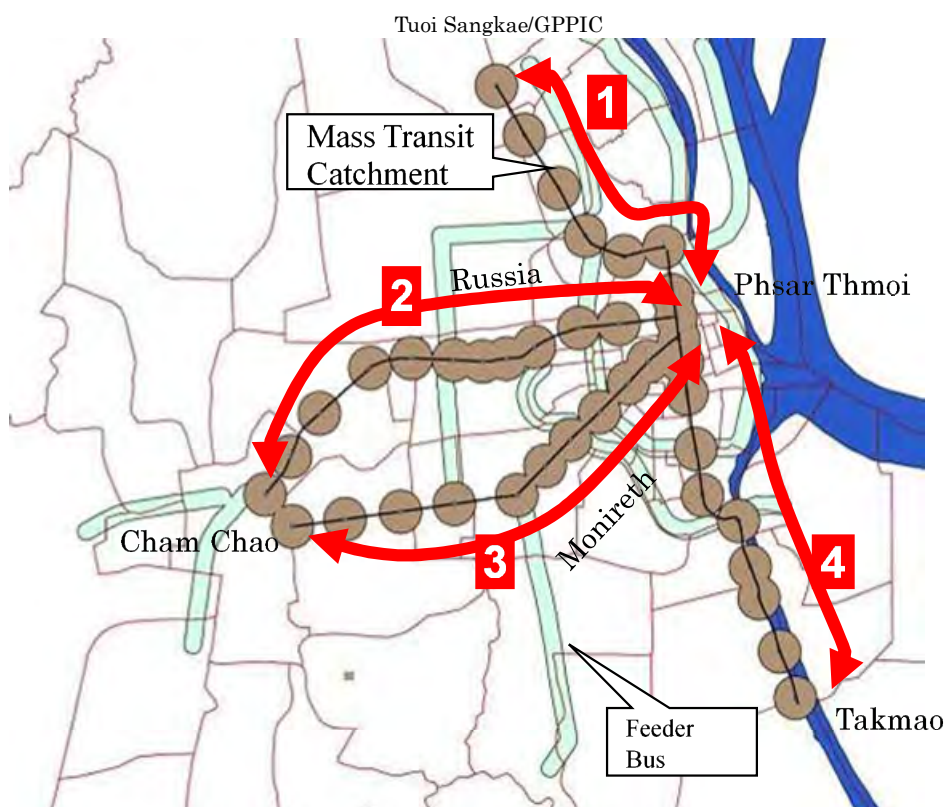 Tuoi Sangkae/GPPIC
1
Mass Transit
Catchment
Russia
2
Phsar Thmoi
Monireth
Cham Chao
3
4
Takmao
Feeder
Bus